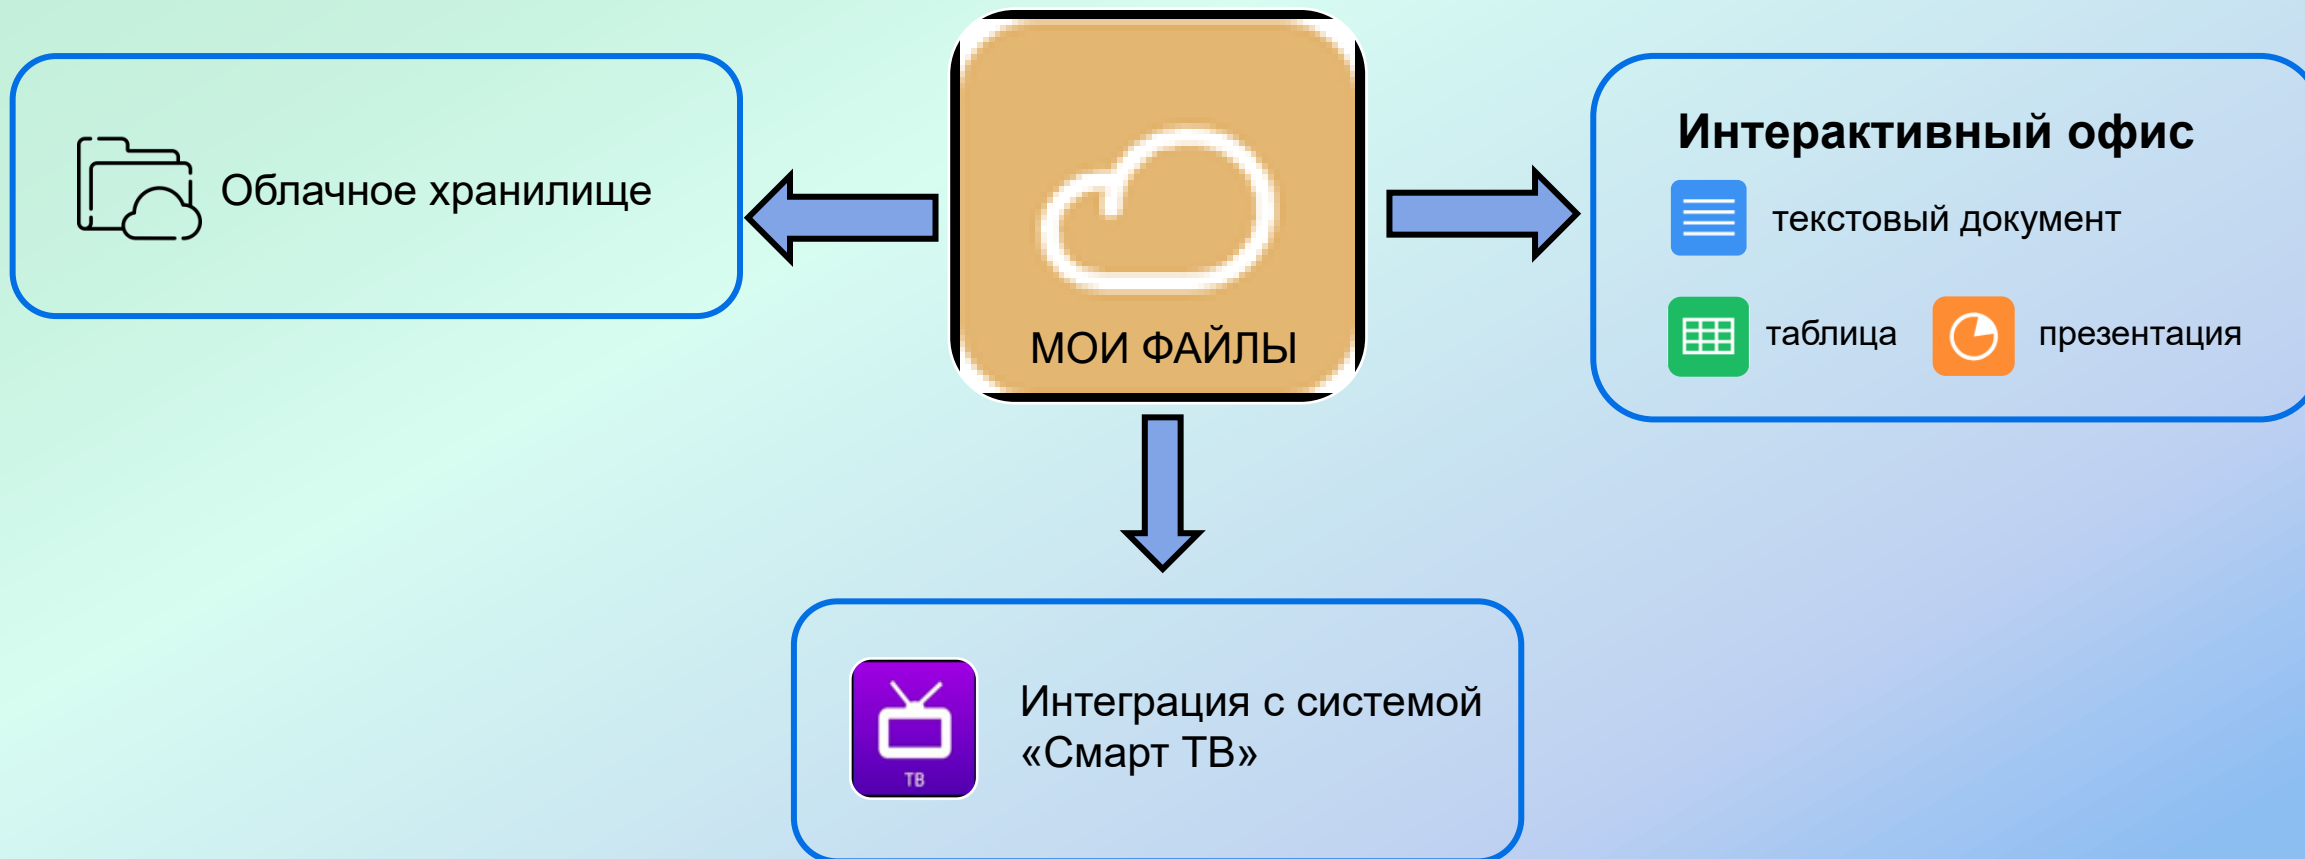 Облачное хранилище
МОИ ФАЙЛЫ
Интерактивный офис
текстовый документ
таблица
презентация
ТВ
Интеграция с системой
«Смарт ТВ»